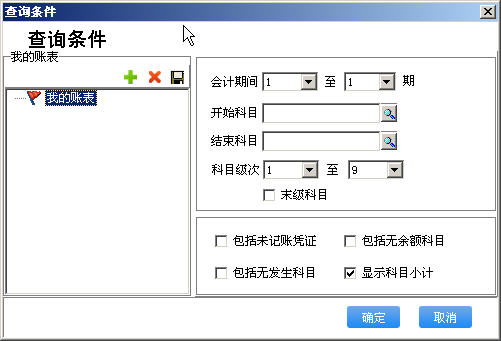 查询条件
查询条件
我的账表
我的账表
会计期间 1 至 1 期
开始科目
结束科目
科目级次 1 至 9
末级科目
包括未记账凭证 包括无余额科目
包括无发生科目 显示科目小计
确定 取消